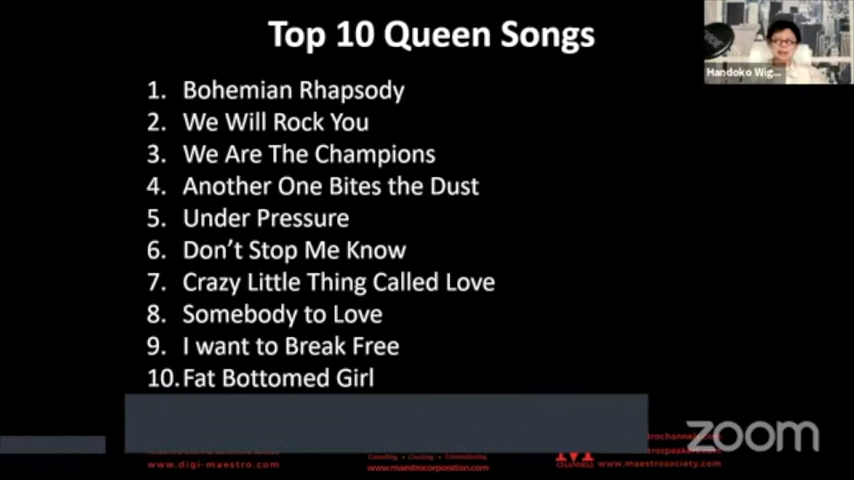 Top 10 Queen Songs
Handoko Wig...
1. Bohemian Rhapsody
2. We Will Rock You
3. We Are The Champions
4. Another One Bites the Dust
5. Under Pressure
6. Don't Stop Me Know
7. Crazy Little Thing Called Love
8. Somebody to Love
9. I want to Break Free
10. Fat Bottomed Girl
zoom
www.digi-maestro.com
www.maestrocorporation.com
CHANNELS
www.maestrosociety.com